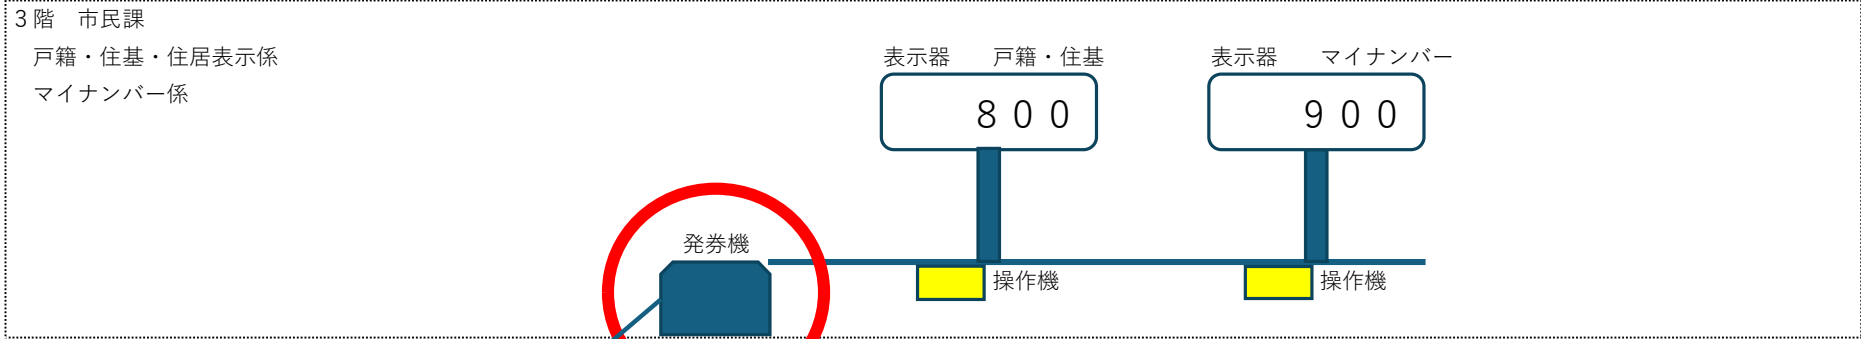 ３階　市民課
戸籍・住基・住居表示係
マイナンバー係
表示器　戸籍・住基
８００
表示器　マイナンバー
９００
発券機
操作機
操作機